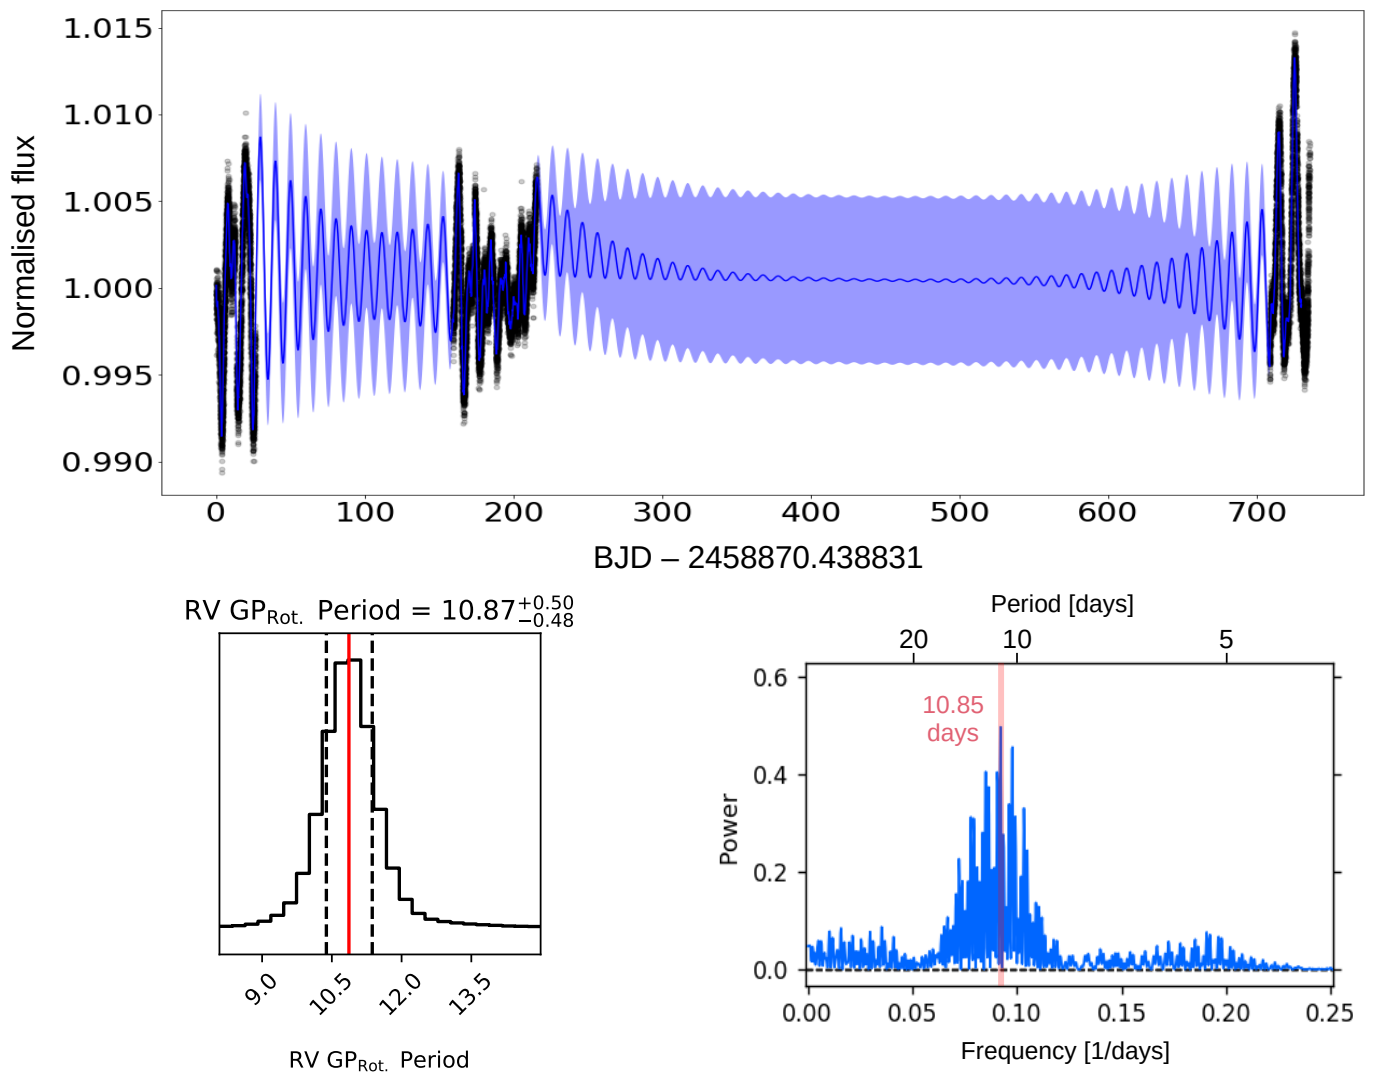 1.015
1.010
1.005
1.000
0.995
0.990
Normalised flux
0 100 200 300 400 500 600 700
BJD – 2458870.438831
RV GP_Rot. Period = 10.87^{+0.50}_{−0.48}
9.0 10.5 12.0 13.5
RV GP_Rot. Period
Period [days]
20 10 5
10.85
days
0.6
0.4
0.2
0.0
Power
0.00 0.05 0.10 0.15 0.20 0.25
Frequency [1/days]